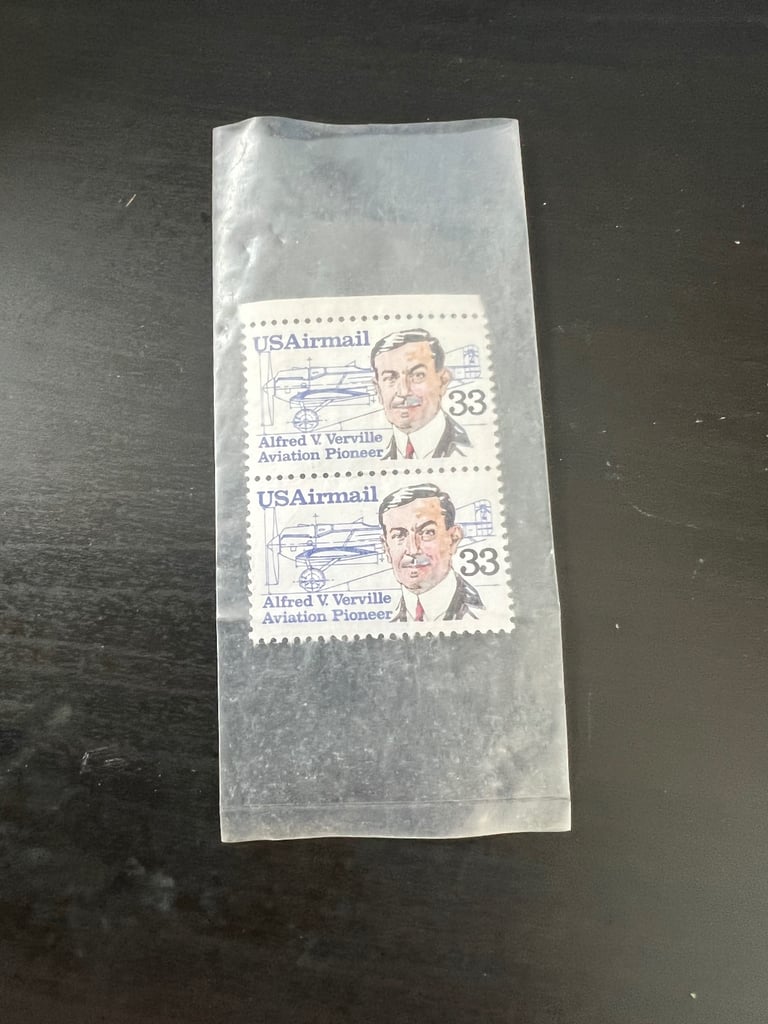 USAirmail
33
Alfred V. Verville
Aviation Pioneer
USAirmail
33
Alfred V. Verville
Aviation Pioneer